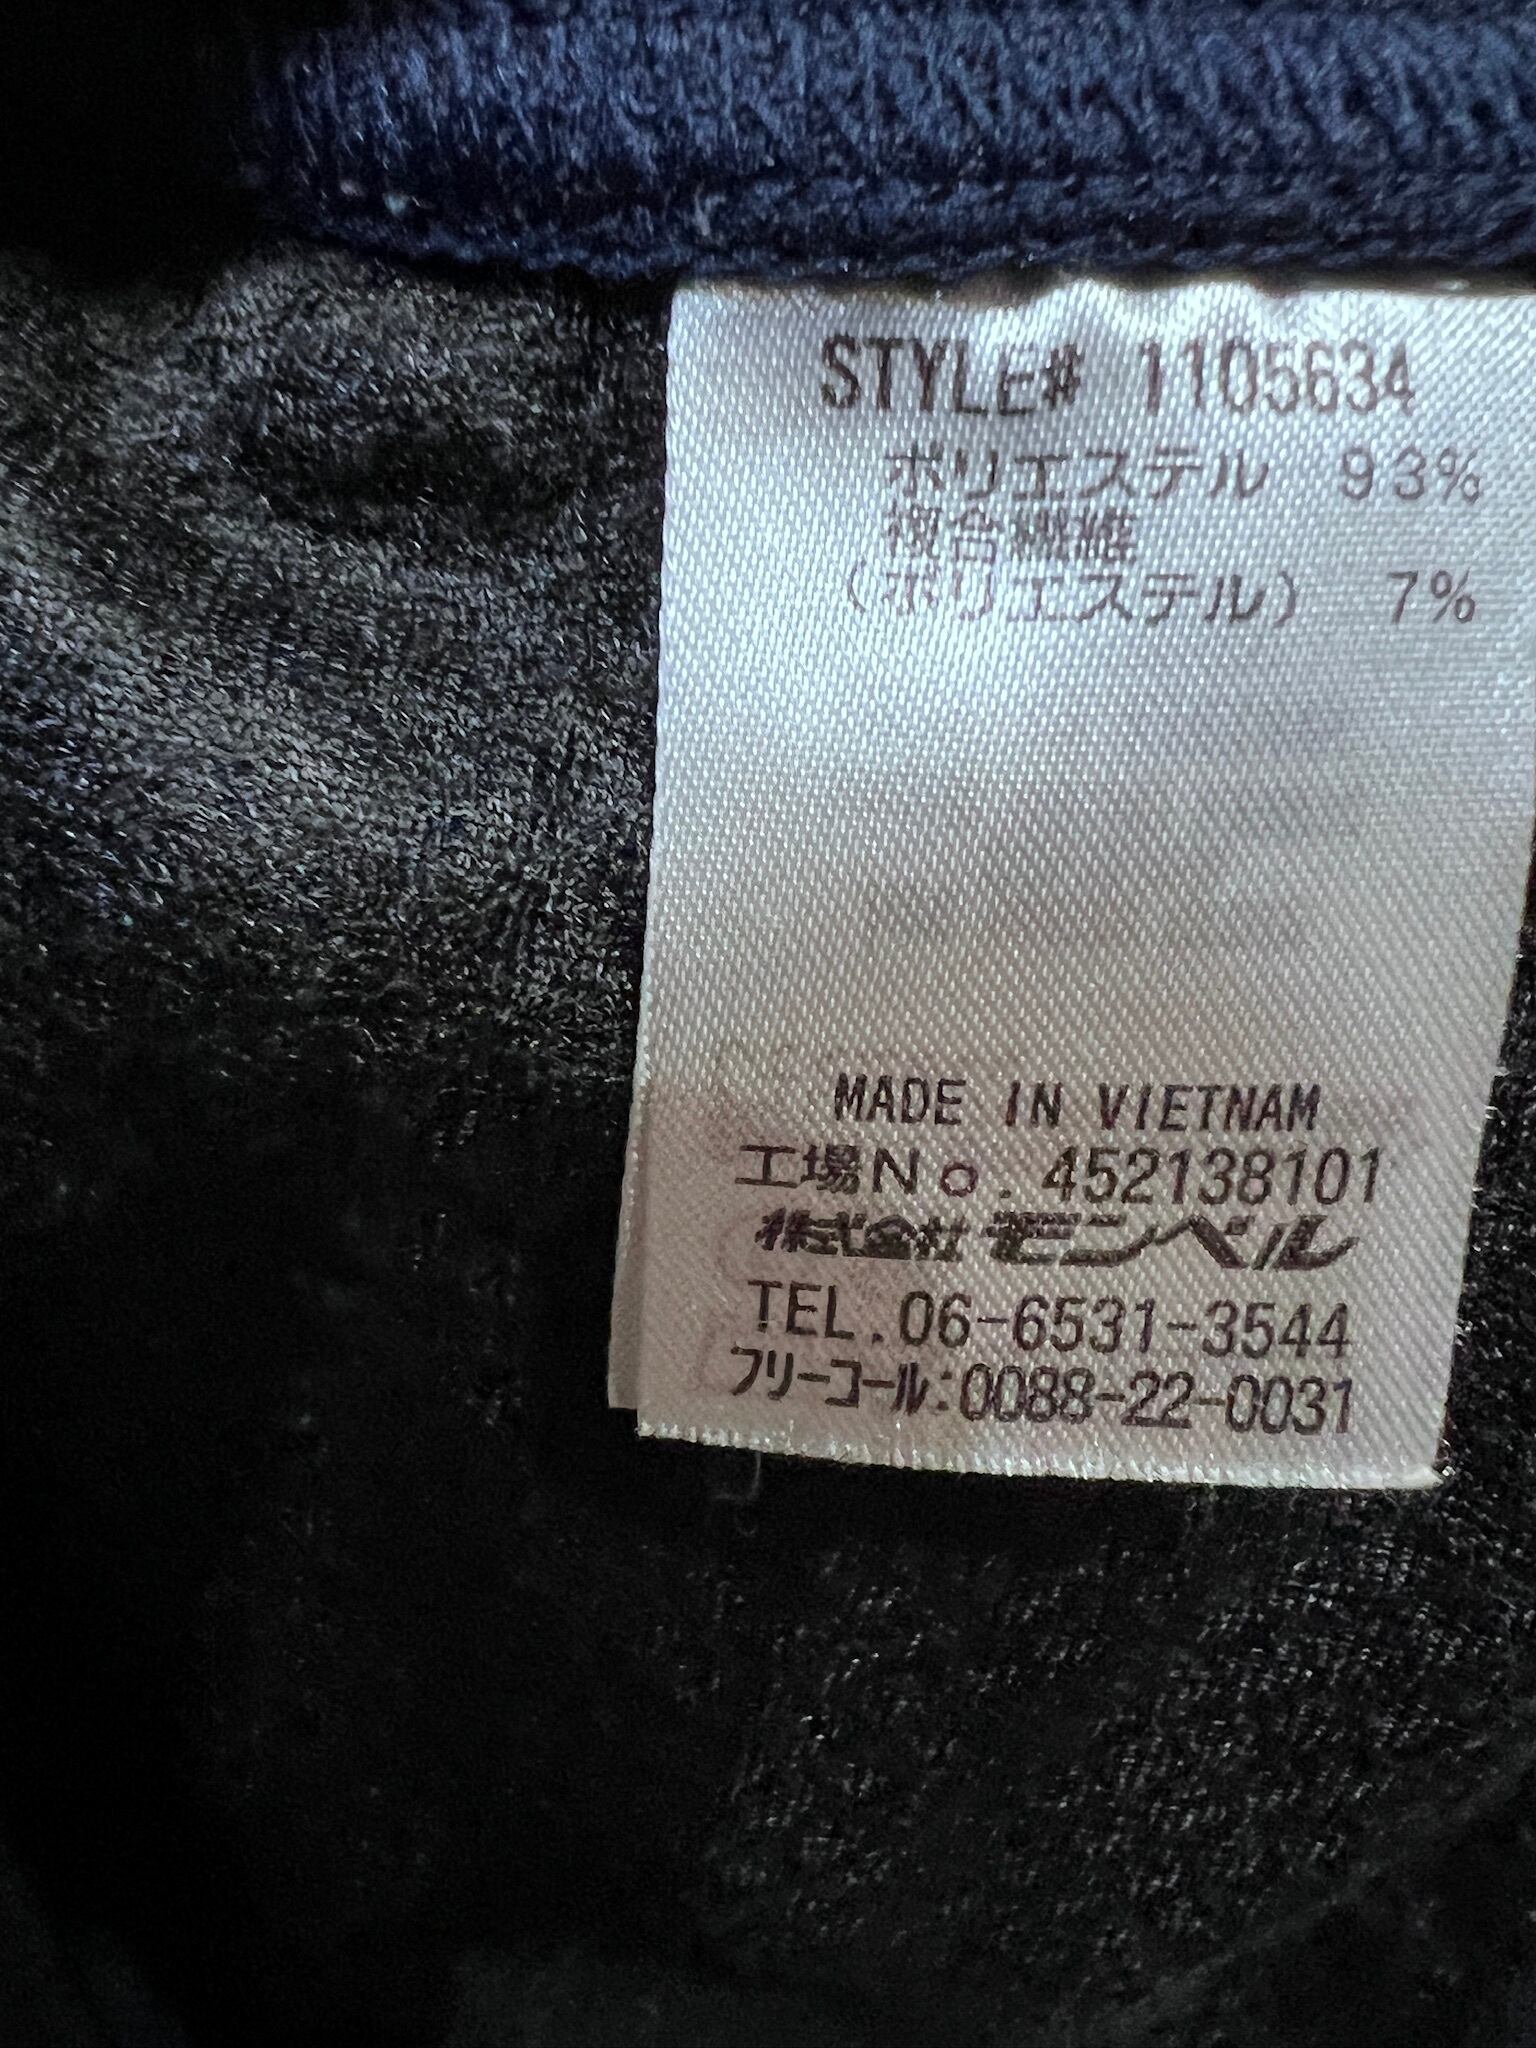 STYLE# 1105634
ポリエステル 93%
複合繊維
(ポリエステル) 7%
MADE IN VIETNAM
工場No.452138101
株式会社モンベル
TEL.06-6531-3544
フリーコール:0088-22-0031